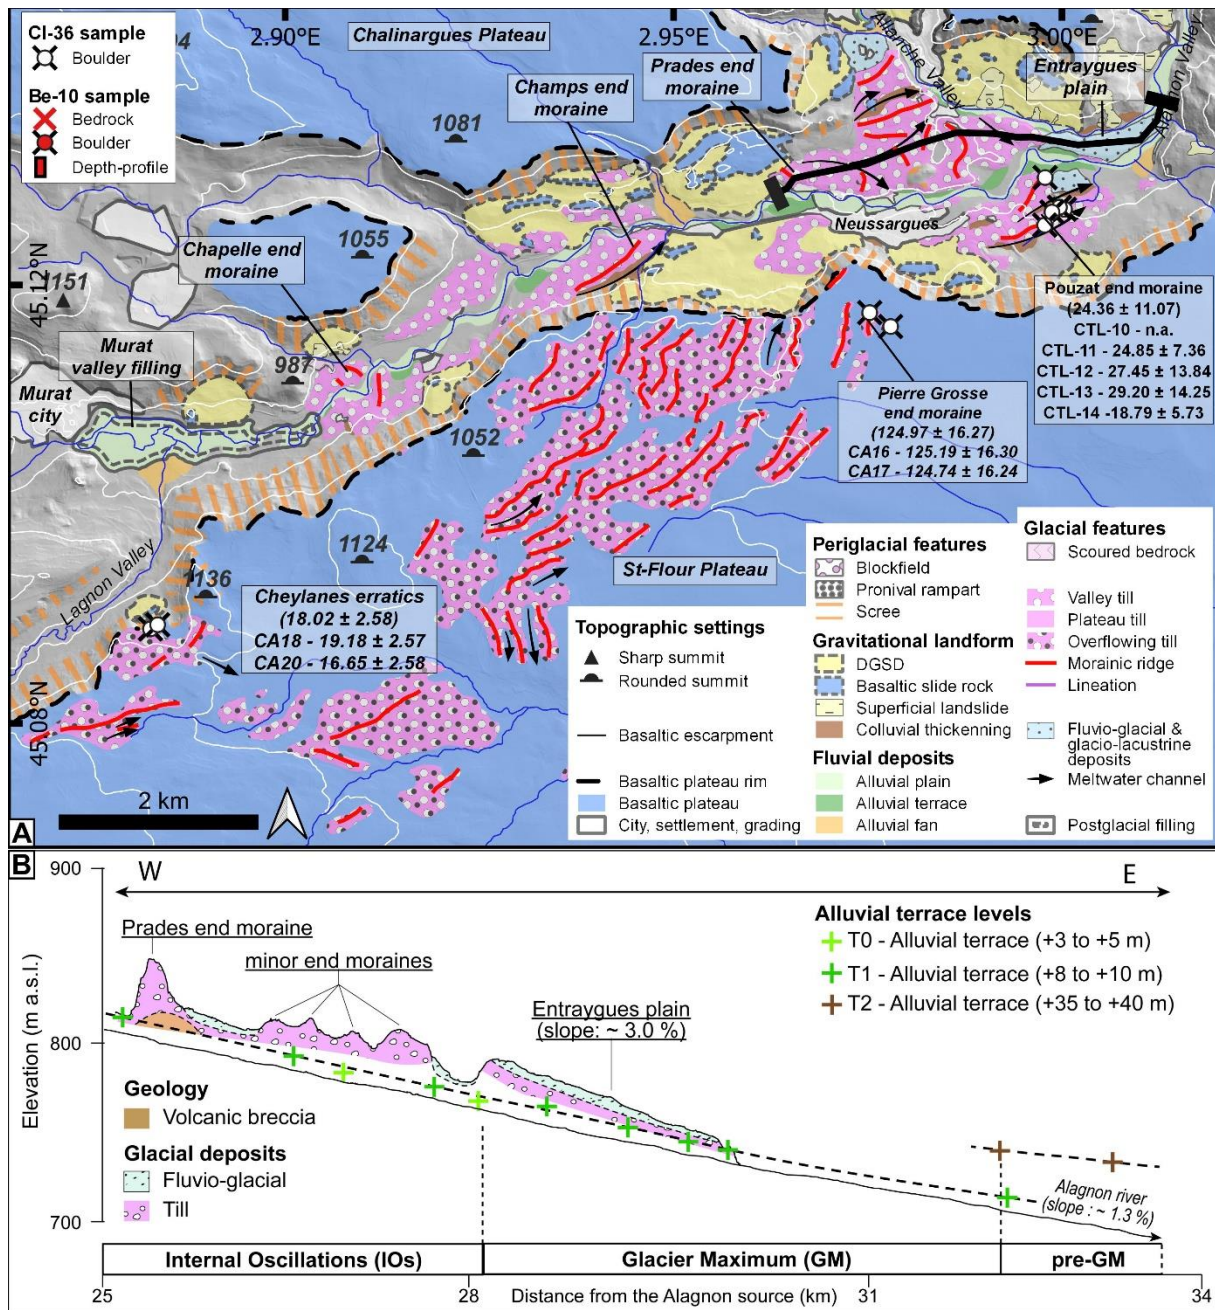 Cl-36 sample
Boulder
Be-10 sample
Bedrock
Boulder
Depth-profile
2.90°E
2.95°E
3.00°E
Chalinargues Plateau
Prades end
moraine
Champs end
moraine
Allanche Valley
Entraygues
plain
Alagnon Valley
1081
1055
1151
Chapelle end
moraine
Neussargues
45.12°N
Murat
valley filling
987
Murat
city
1052
Pouzat end moraine
(24.36 ± 11.07)
CTL-10 - n.a.
CTL-11 - 24.85 ± 7.36
CTL-12 - 27.45 ± 13.84
CTL-13 - 29.20 ± 14.25
CTL-14 - 18.79 ± 5.73
Pierre Grosse
end moraine
(124.97 ± 16.27)
CA16 - 125.19 ± 16.30
CA17 - 124.74 ± 16.24
1124
Lagnon Valley
1136
St-Flour Plateau
Cheylanes erratics
(18.02 ± 2.58)
CA18 - 19.18 ± 2.57
CA20 - 16.65 ± 2.58
45.08°N
2 km
A
Topographic settings
Sharp summit
Rounded summit
Basaltic escarpment
Basaltic plateau rim
Basaltic plateau
City, settlement, grading
Periglacial features
Blockfield
Pronival rampart
Scree
Gravitational landform
DGSD
Basaltic slide rock
Superficial landslide
Colluvial thickenning
Fluvial deposits
Alluvial plain
Alluvial terrace
Alluvial fan
Glacial features
Scoured bedrock
Valley till
Plateau till
Overflowing till
Morainic ridge
Lineation
Fluvio-glacial &
glacio-lacustrine
deposits
Meltwater channel
Postglacial filling
B
900
W
E
Prades end moraine
minor end moraines
Entraygues plain
(slope: ~ 3.0 %)
Alluvial terrace levels
T0 - Alluvial terrace (+3 to +5 m)
T1 - Alluvial terrace (+8 to +10 m)
T2 - Alluvial terrace (+35 to +40 m)
Elevation (m a.s.l.)
800
Geology
Volcanic breccia
Glacial deposits
Fluvio-glacial
Till
700
Alagnon river
(slope : ~ 1.3 %)
Internal Oscillations (IOs)
Glacier Maximum (GM)
pre-GM
25
28
Distance from the Alagnon source (km)
31
34